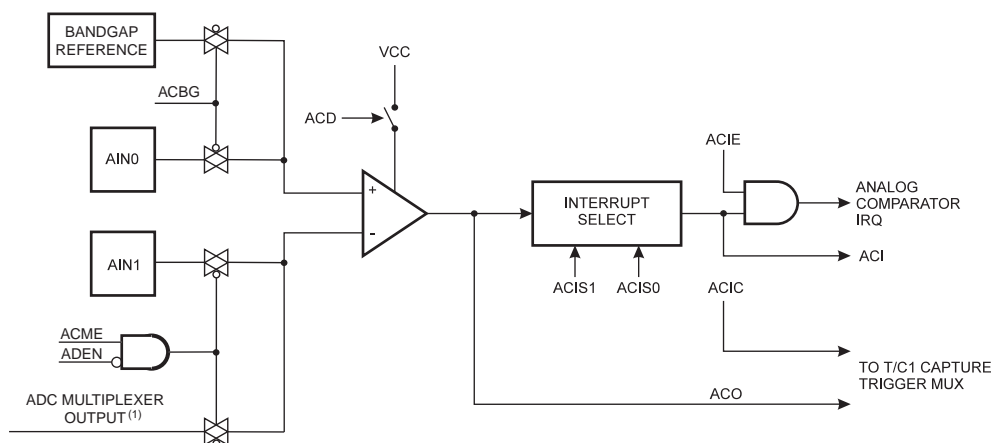 BANDGAP
REFERENCE
VCC
ACBG
ACD
AIN0
ACIE
+
-
INTERRUPT
SELECT
ANALOG
COMPARATOR
IRQ
AIN1
ACI
ACIS1 ACIS0 ACIC
ACME
ADEN
TO T/C1 CAPTURE
TRIGGER MUX
ADC MULTIPLEXER
OUTPUT (1)
ACO